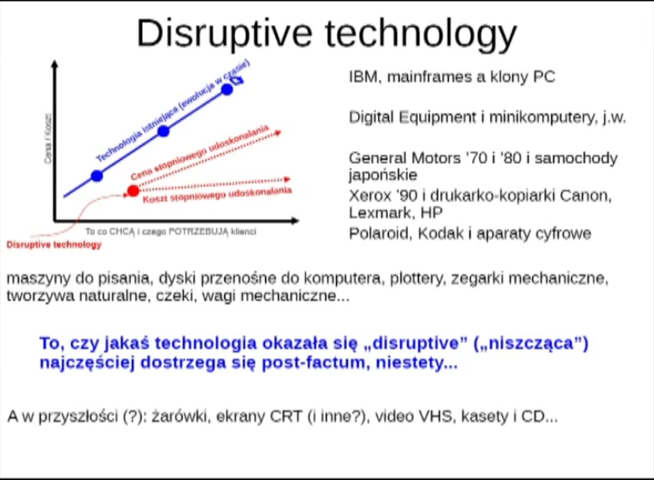 Disruptive technology
Technologia istniejąca (ewolucja w czasie)
Cena stopniowego udoskonalania
Koszt stopniowego udoskonalania
Cena i Koszt
To co CHCĄ i czego POTRZEBUJĄ klienci
Disruptive technology
IBM, mainframes a klony PC
Digital Equipment i minikomputery, j.w.
General Motors '70 i '80 i samochody
japońskie
Xerox '90 i drukarko-kopiarki Canon,
Lexmark, HP
Polaroid, Kodak i aparaty cyfrowe
maszyny do pisania, dyski przenośne do komputera, plottery, zegarki mechaniczne,
tworzywa naturalne, czeki, wagi mechaniczne...
To, czy jakaś technologia okazała się „disruptive” („niszcząca”)
najczęściej dostrzega się post-factum, niestety...
A w przyszłości (?): żarówki, ekrany CRT (i inne?), video VHS, kasety i CD...